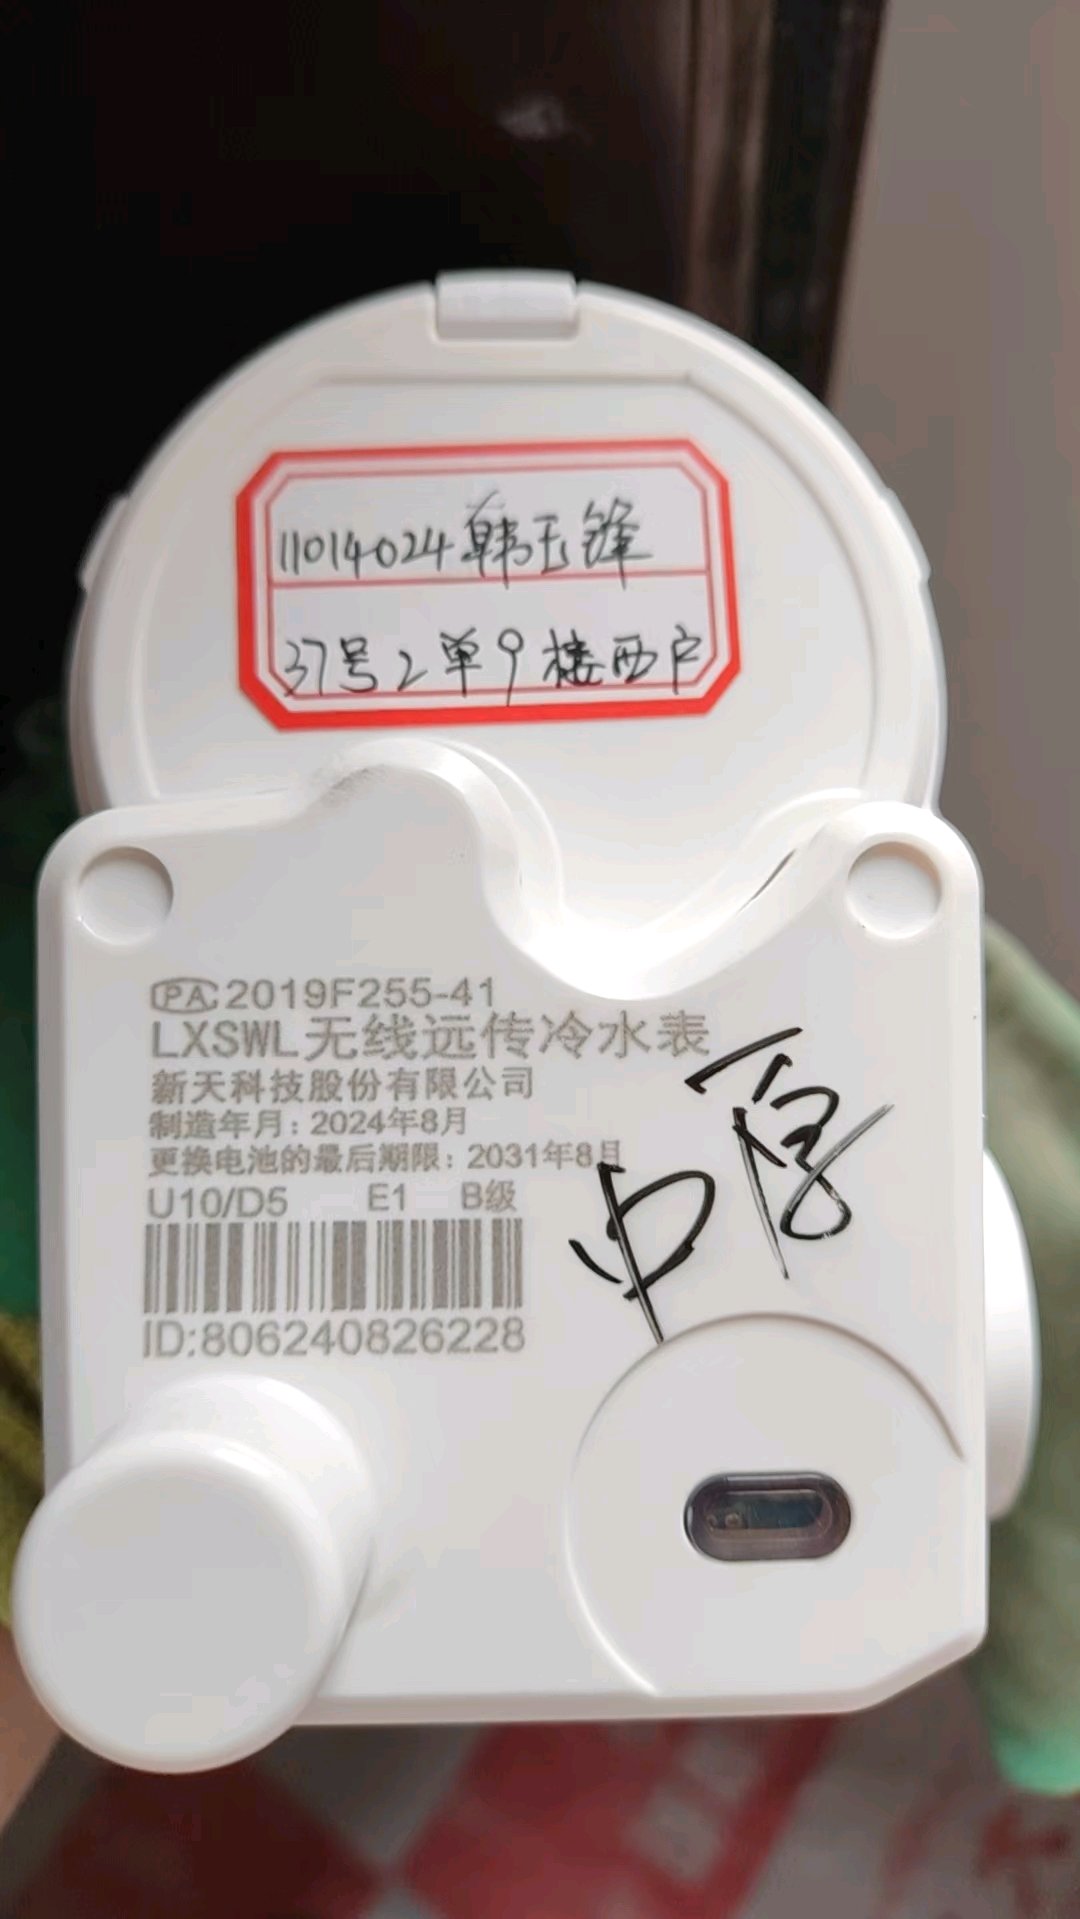 11014024韩玉锋
37号2单9楼西户
PA 2019F255-41
LXSWL无线远传冷水表
新天科技股份有限公司
制造年月：2024年8月
更换电池的最后期限：2031年8月
U10/D5 E1 B级
ID:806240826228